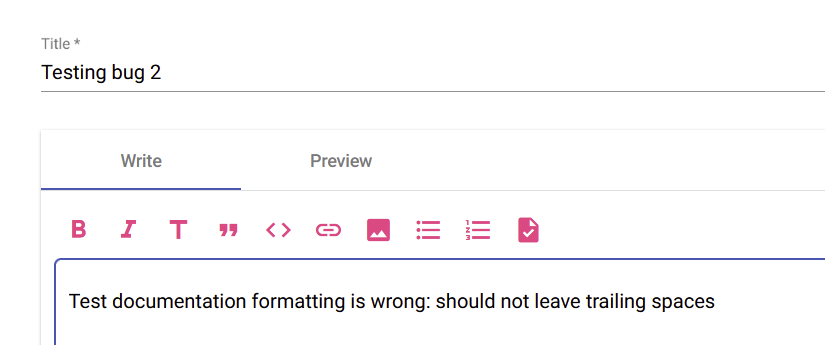 Title *
Testing bug 2
Write Preview
Test documentation formatting is wrong: should not leave trailing spaces